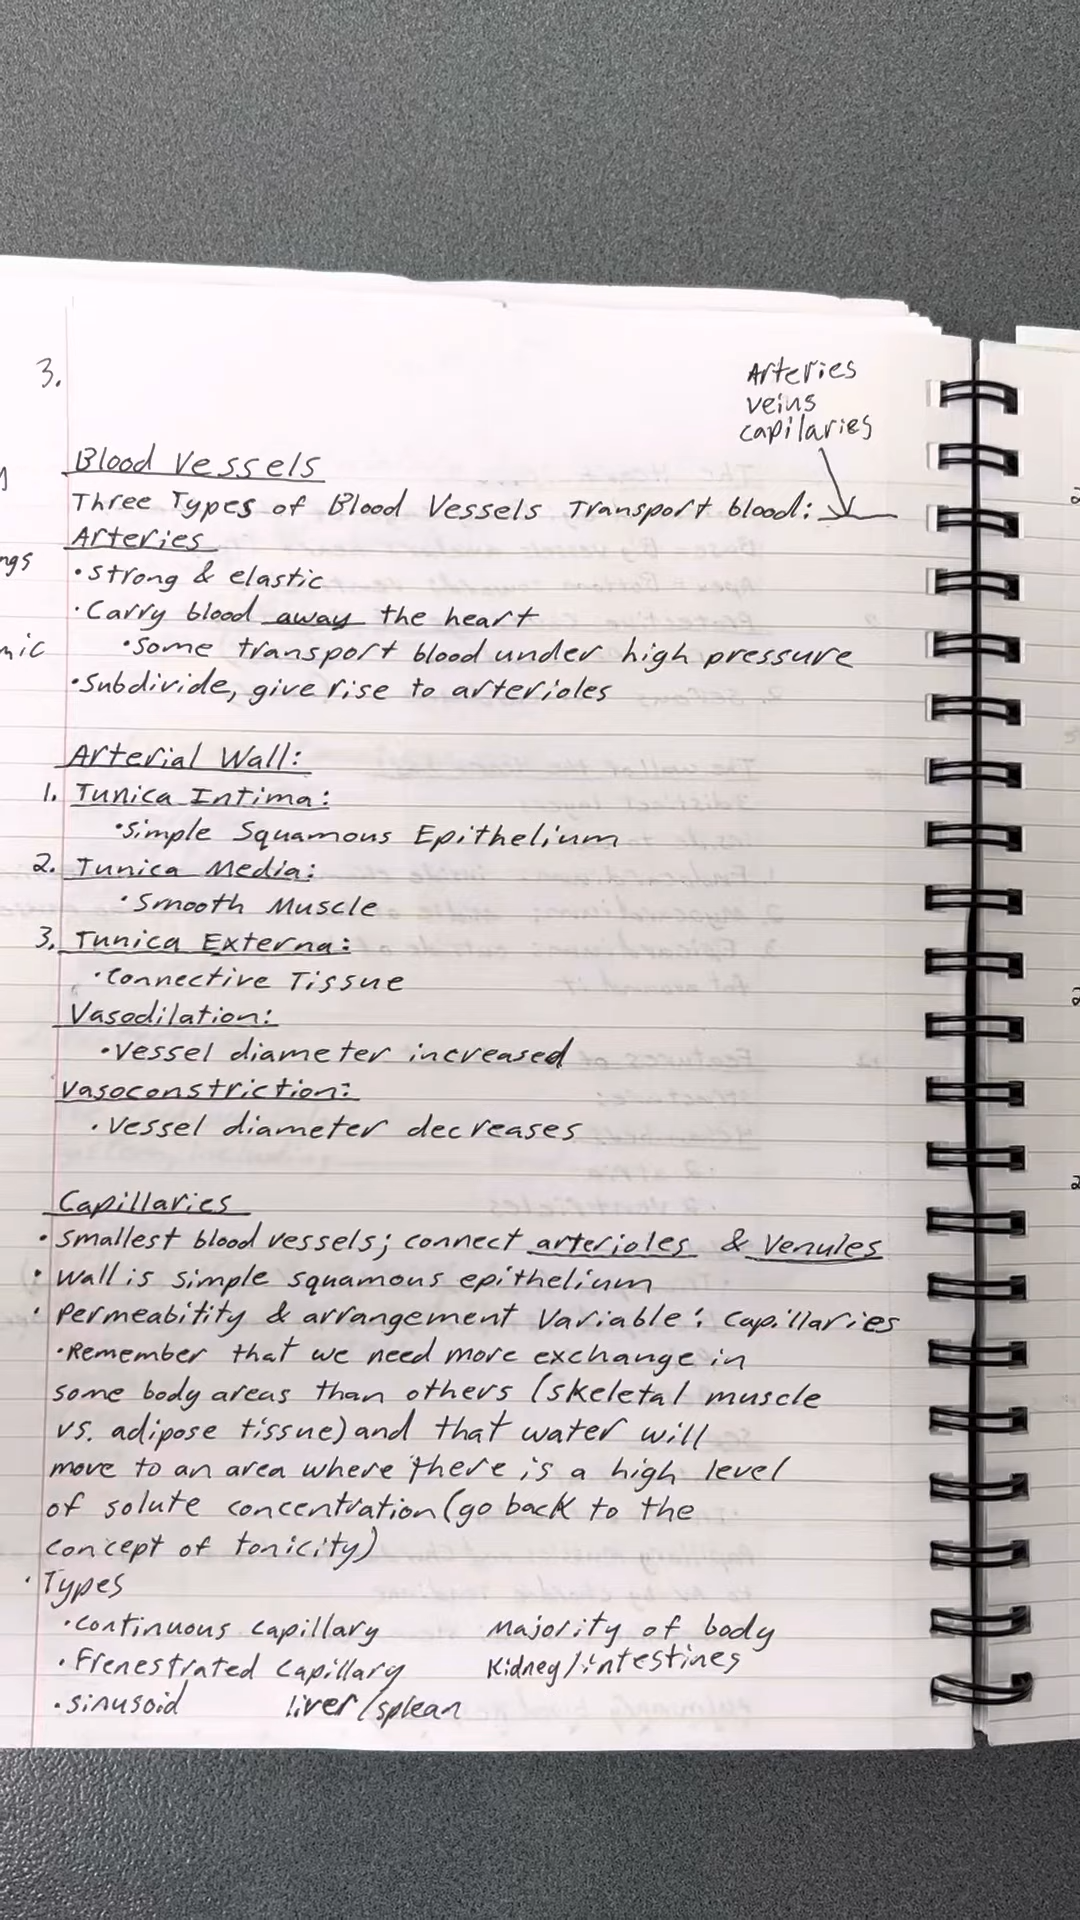 3.
Arteries
veins
capilaries
Blood Vessels
Three Types of Blood Vessels Transport blood:
Arteries
• Strong & elastic
• Carry blood away the heart
• Some transport blood under high pressure
• Subdivide, give rise to arterioles
Arterial Wall:
1. Tunica Intima:
• Simple Squamous Epithelium
2. Tunica Media:
• Smooth Muscle
3. Tunica Externa:
• Connective Tissue
Vasodilation:
• Vessel diameter increased
Vasoconstriction:
• Vessel diameter decreases
Capillaries
• Smallest blood vessels; connect arterioles & Venules
• Wall is simple squamous epithelium
• Permeabitity & arrangement Variable: Capillaries
• Remember that we need more exchange in
some body areas than others (skeletal muscle
vs. adipose tissue) and that water will
move to an area where there is a high level
of solute concentration (go back to the
concept of tonicity)
• Types
• Continuous Capillary Majority of body
• Frenestrated Capillary Kidney/intestines
• Sinusoid liver/splean
ngs
mic